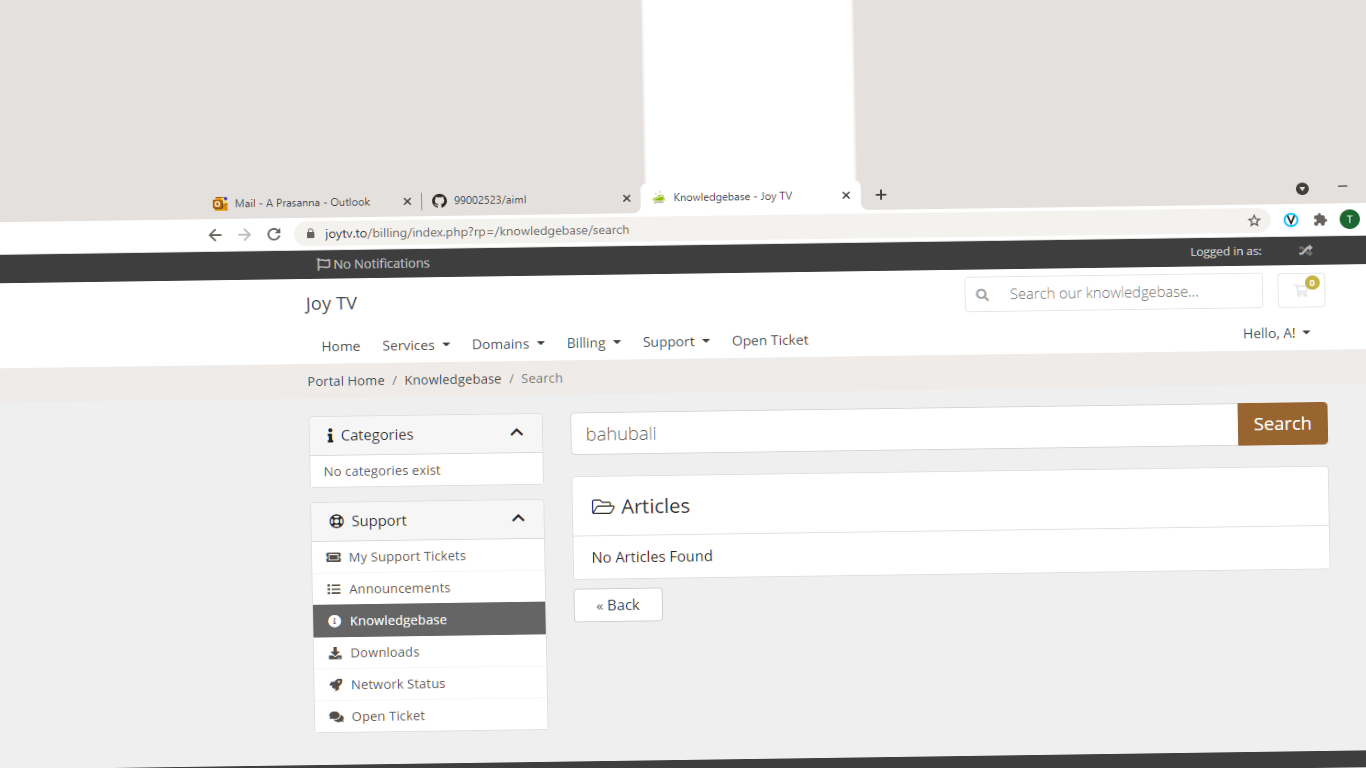 Mail - A Prasanna - Outlook
99002523/aiml
Knowledgebase - Joy TV
joytv.to/billing/index.php?rp=/knowledgebase/search
T
No Notifications
Logged in as:
Joy TV
Search our knowledgebase...
0
Home Services Domains Billing Support Open Ticket
Hello, A!
Portal Home / Knowledgebase / Search
Categories
No categories exist
Support
My Support Tickets
Announcements
Knowledgebase
Downloads
Network Status
Open Ticket
bahubali
Search
Articles
No Articles Found
« Back